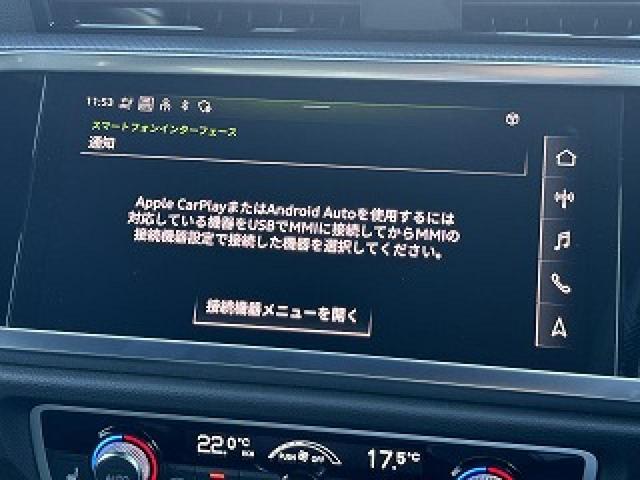 11:53
スマートフォンインターフェース
通知
Apple CarPlayまたはAndroid Autoを使用するには
対応している機器をUSBでMMIに接続してからMMIの
接続機器設定で接続した機器を選択してください。
接続機器メニューを開く
22.0°C
PUSH OFF
17.5°C
AUTO